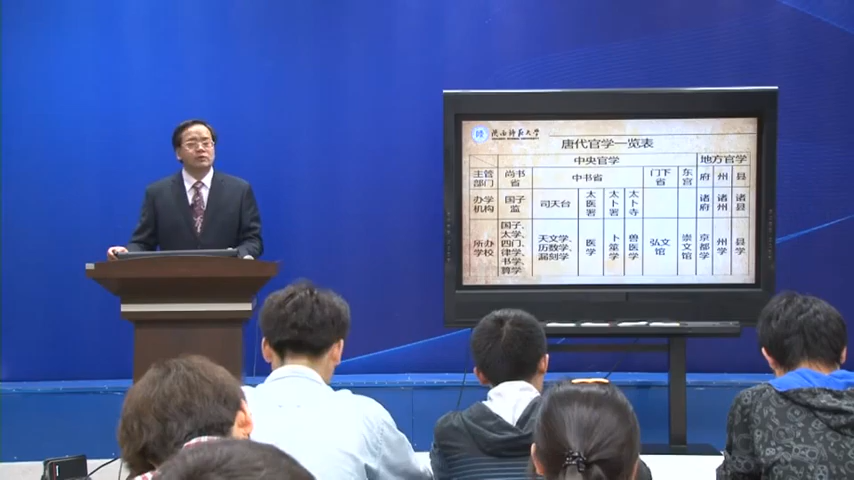 陕西师范大学
唐代官学一览表
中央官学 地方官学
主管部门 尚书省 中书省 门下省 东宫 府 州 县
办学机构 国子监 司天台 太医署 太卜署 太卜寺 诸府 诸州 诸县
所办学校 国子学、太学、四门、律学、书学、算学 天文学、历数学、漏刻学 医学 卜筮学 兽医学 弘文馆 崇文馆 京都学 州学 县学